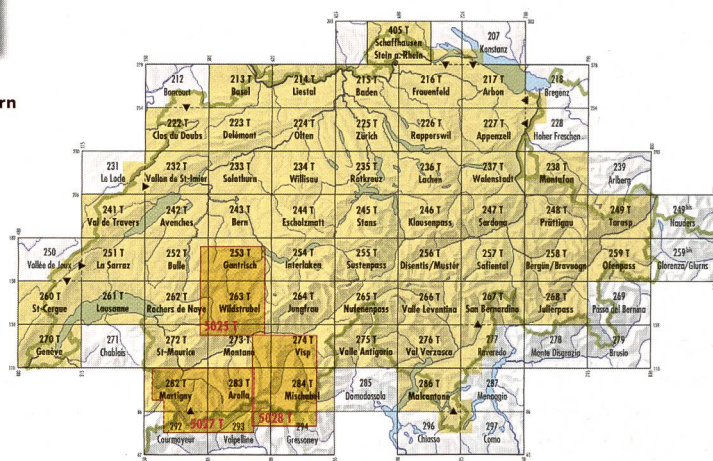 rn
405 T
Schaffhausen
Stein a. Rhein
207
Konstanz
212
Boncourt
213 T
Basel
214 T
Liestal
215 T
Baden
216 T
Frauenfeld
217 T
Arbon
218
Bregenz
222 T
Clos du Doubs
223 T
Delémont
224 T
Olten
225 T
Zürich
226 T
Rapperswil
227 T
Appenzell
228
Hoher Freschen
231
Le Locle
232 T
Vallon de St-Imier
233 T
Solothurn
234 T
Willisau
235 T
Rotkreuz
236 T
Lachen
237 T
Walenstadt
238 T
Montafon
239
Arlberg
241 T
Val de Travers
242 T
Avenches
243 T
Bern
244 T
Escholzmatt
245 T
Stans
246 T
Klausenpass
247 T
Sardona
248 T
Prättigau
249 T
Tarasp
249 bis
Nauders
250
Vallée de Joux
251 T
La Sarraz
252 T
Bulle
253 T
Gantrisch
254 T
Interlaken
255 T
Sustenpass
256 T
Disentis/Mustér
257 T
Safiental
258 T
Bergün/Bravuogn
259 T
Ofenpass
259 bis
Glorenza/Glurns
260 T
St-Cergue
261 T
Lausanne
262 T
Rochers de Naye
263 T
Wildstrubel
264 T
Jungfrau
265 T
Nufenenpass
266 T
Valle Leventina
267 T
San Bernardino
268 T
Julierpass
269
Passo del Bernina
5025 T
270 T
Genève
271
Chablais
272 T
St-Maurice
273 T
Montana
274 T
Visp
275 T
Valle Antigorio
276 T
Val Verzasca
277
Roveredo
278
Monte Disgrazia
279
Brusio
282 T
Martigny
283 T
Arolla
284 T
Mischabel
285
Domodossola
286 T
Malcantone
287
Menaggio
5027 T
5028 T
292
Courmayeur
293
Valpelline
294
Gressoney
296
Chiasso
297
Como